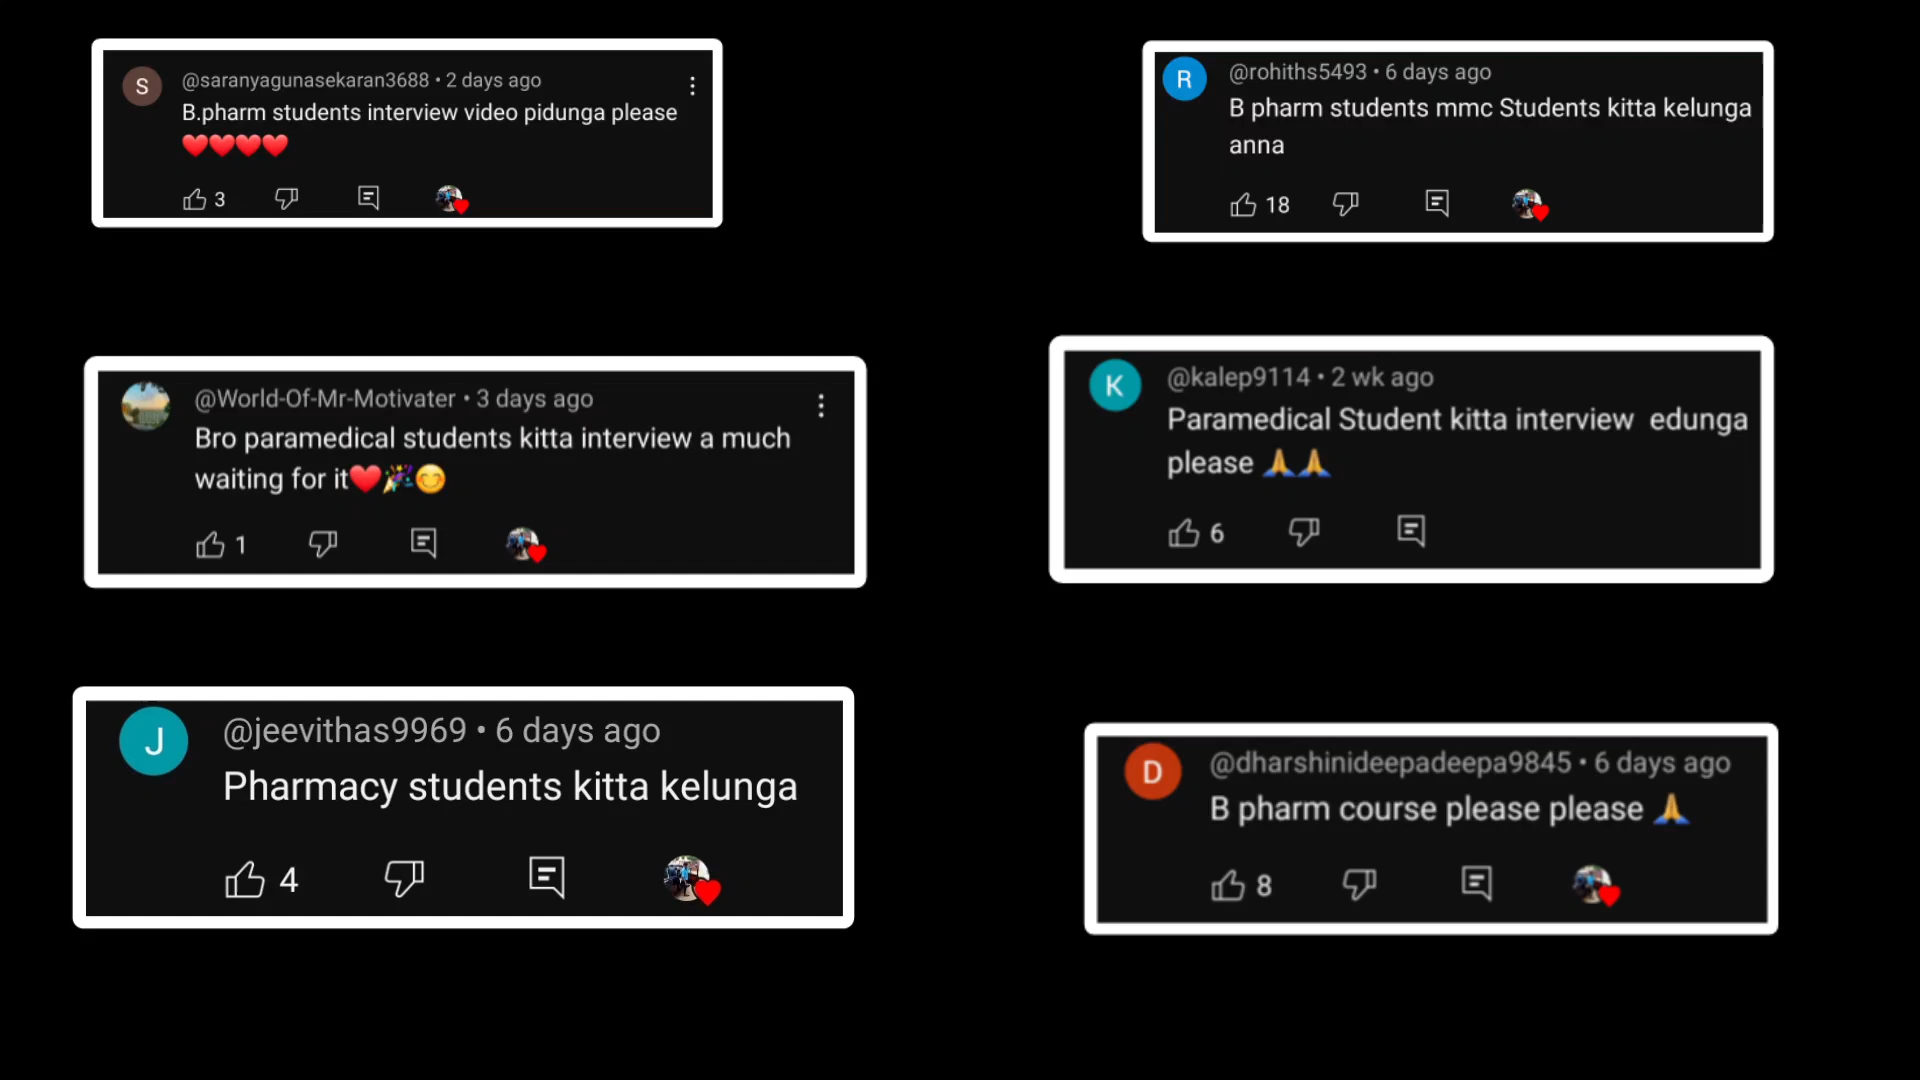 S
@saranyagunasekaran3688 • 2 days ago
B.pharm students interview video pidunga please
❤️❤️❤️❤️
3
R
@rohiths5493 • 6 days ago
B pharm students mmc Students kitta kelunga
anna
18
@World-Of-Mr-Motivater • 3 days ago
Bro paramedical students kitta interview a much
waiting for it❤️🎉😊
1
K
@kalep9114 • 2 wk ago
Paramedical Student kitta interview  edunga
please 🙏🙏
6
J
@jeevithas9969 • 6 days ago
Pharmacy students kitta kelunga
4
D
@dharshinideepadeepa9845 • 6 days ago
B pharm course please please 🙏
8